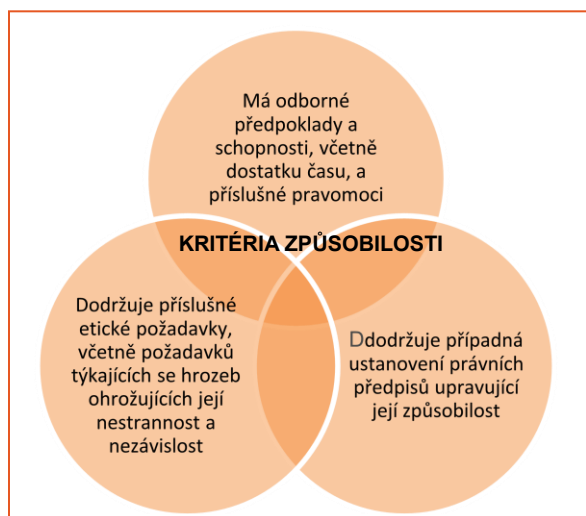 Má odborné
předpoklady a
schopnosti, včetně
dostatku času, a
příslušné pravomoci
KRITÉRIA ZPŮSOBILOSTI
Dodržuje příslušné
etické požadavky,
včetně požadavků
týkajících se hrozeb
ohrožujících její
nestrannost a
nezávislost
Ddodržuje případná
ustanovení právních
předpisů upravující
její způsobilost